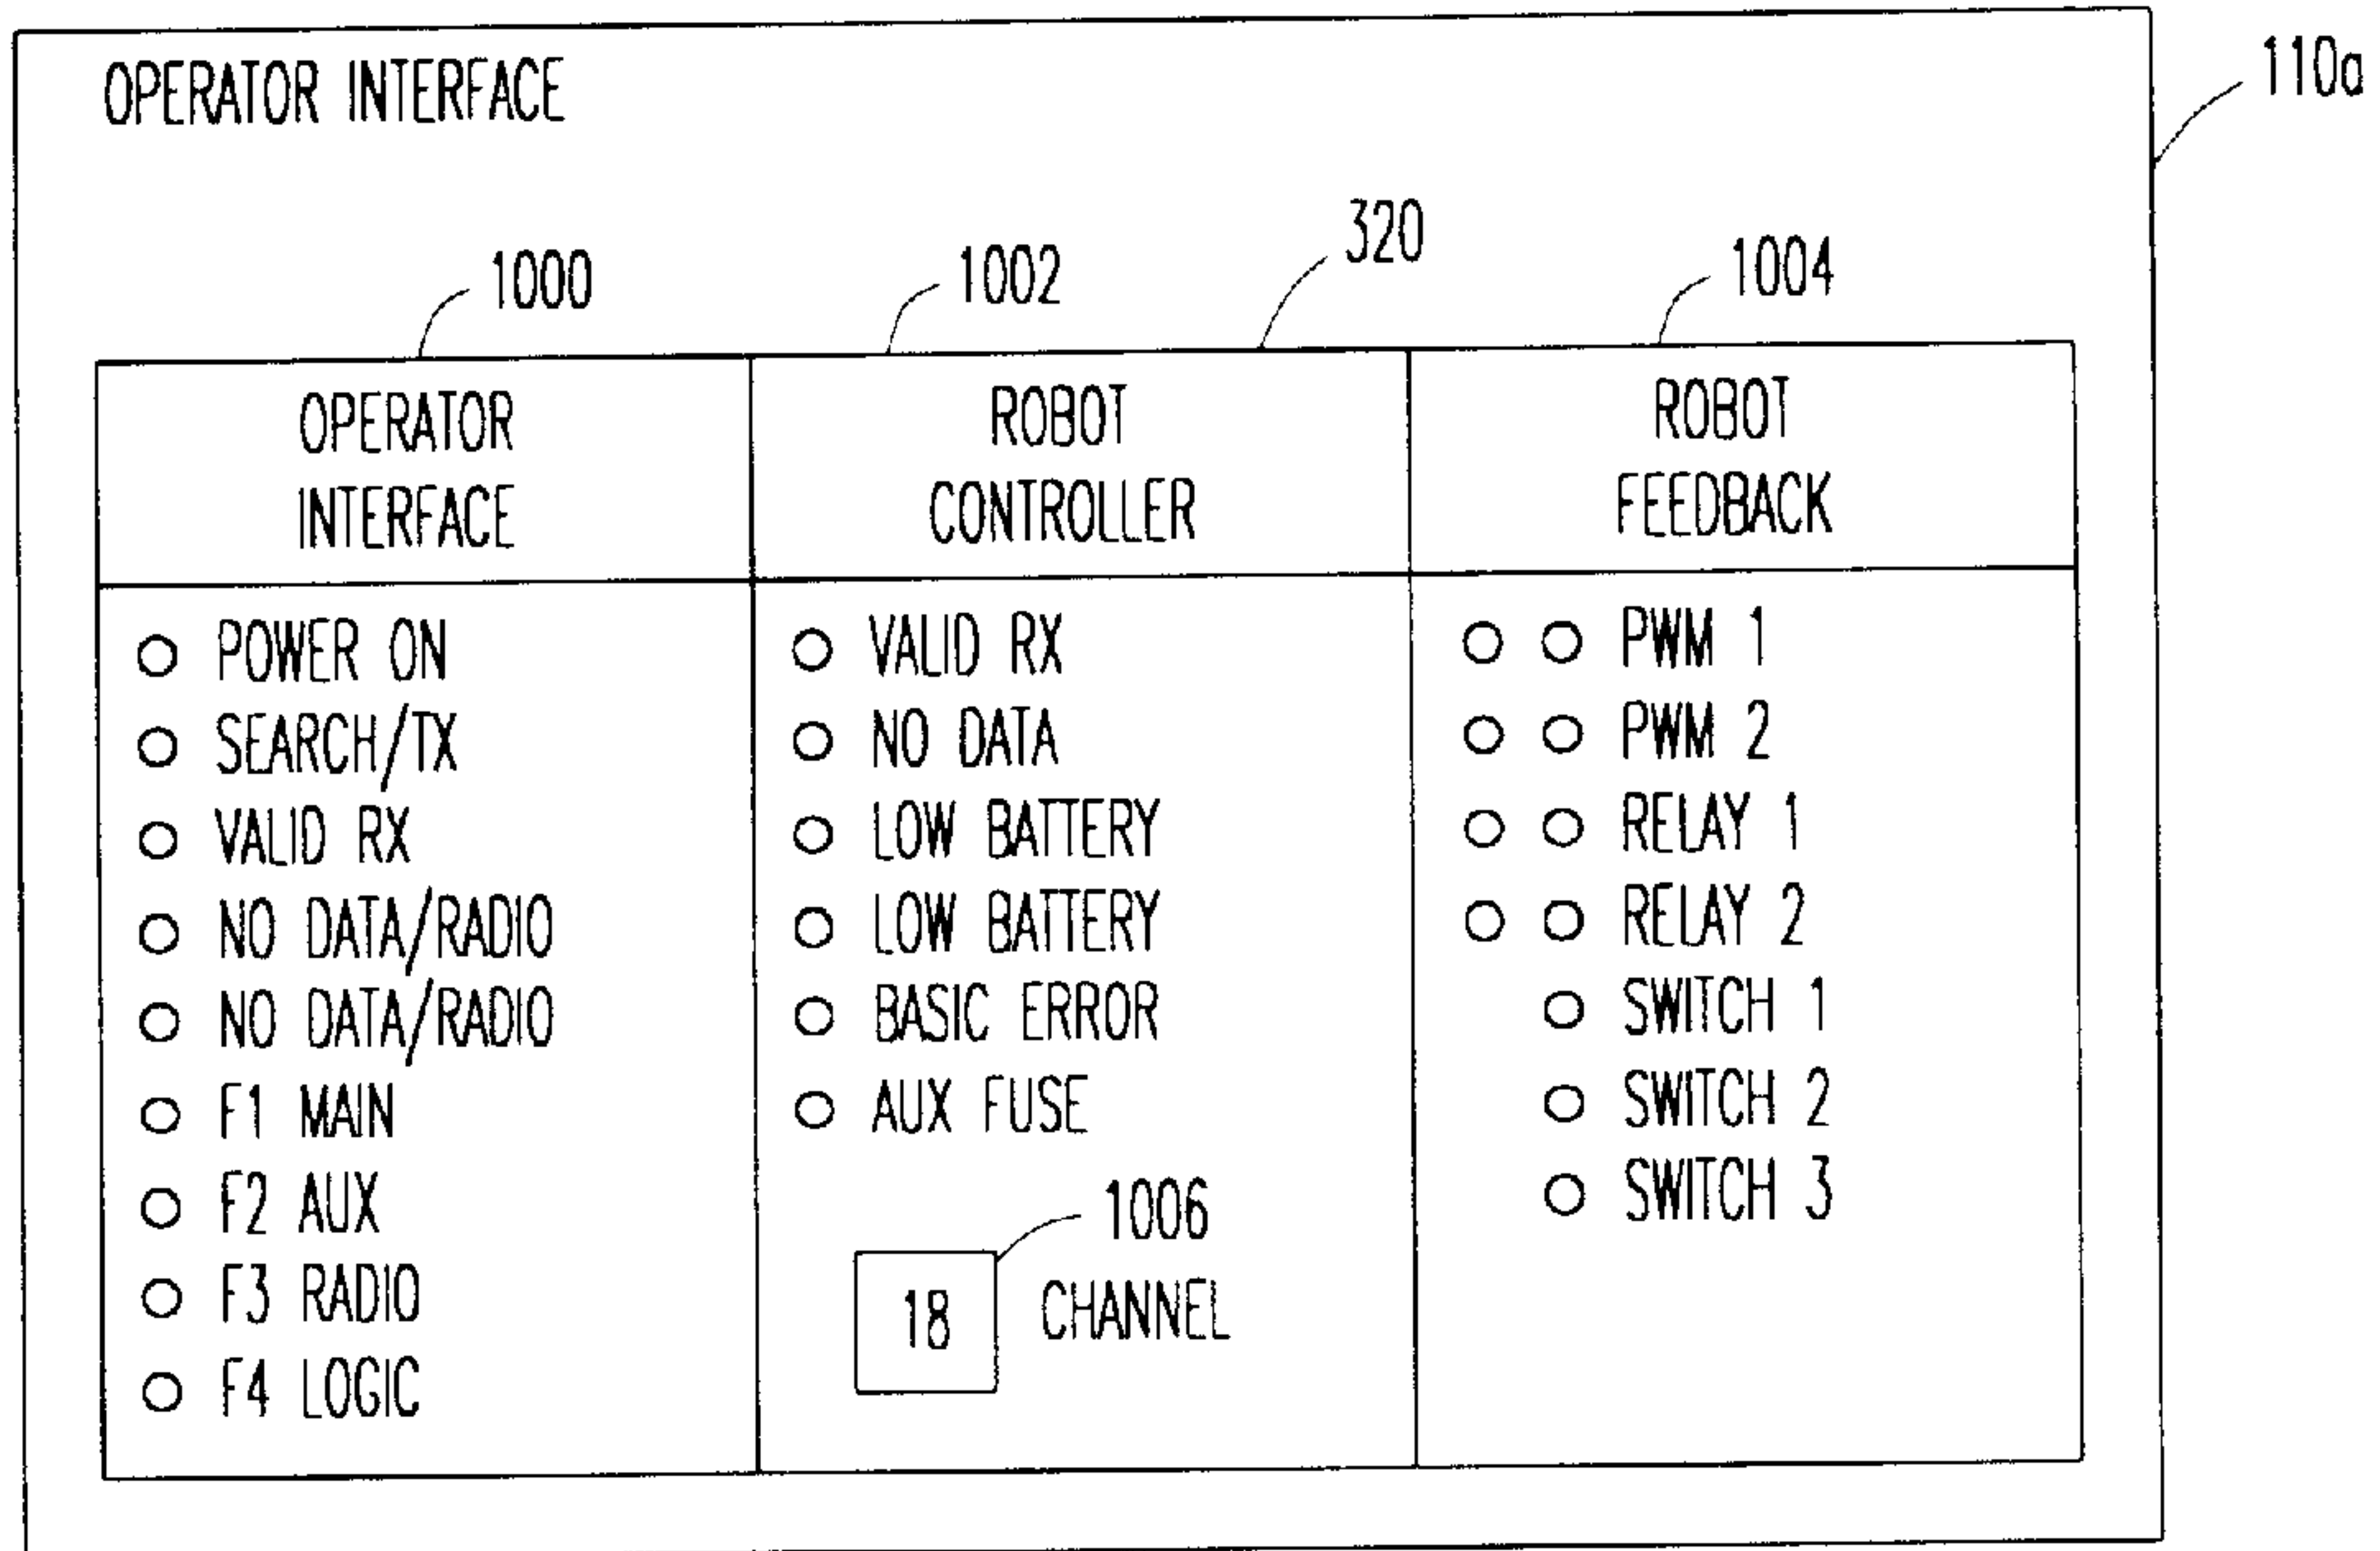 OPERATOR INTERFACE
110a
1000
1002
320
1004
OPERATOR
INTERFACE
ROBOT
CONTROLLER
ROBOT
FEEDBACK
POWER ON
SEARCH/TX
VALID RX
NO DATA/RADIO
NO DATA/RADIO
F1 MAIN
F2 AUX
F3 RADIO
F4 LOGIC
VALID RX
NO DATA
LOW BATTERY
LOW BATTERY
BASIC ERROR
AUX FUSE
1006
18 CHANNEL
PWM 1
PWM 2
RELAY 1
RELAY 2
SWITCH 1
SWITCH 2
SWITCH 3